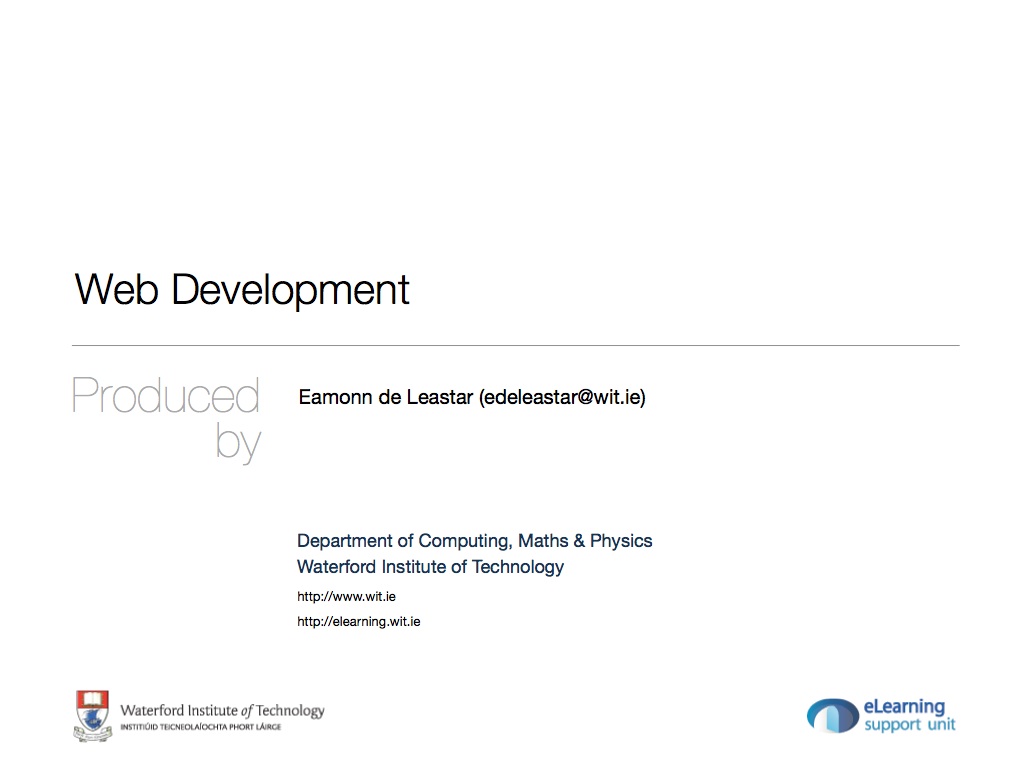 Web Development
Produced
by
Eamonn de Leastar (edeleastar@wit.ie)
Department of Computing, Maths & Physics
Waterford Institute of Technology
http://www.wit.ie
http://elearning.wit.ie
Waterford Institute of Technology
INSTITIÚID TEICNEOLAÍOCHTA PHORT LÁIRGE
eLearning
support unit